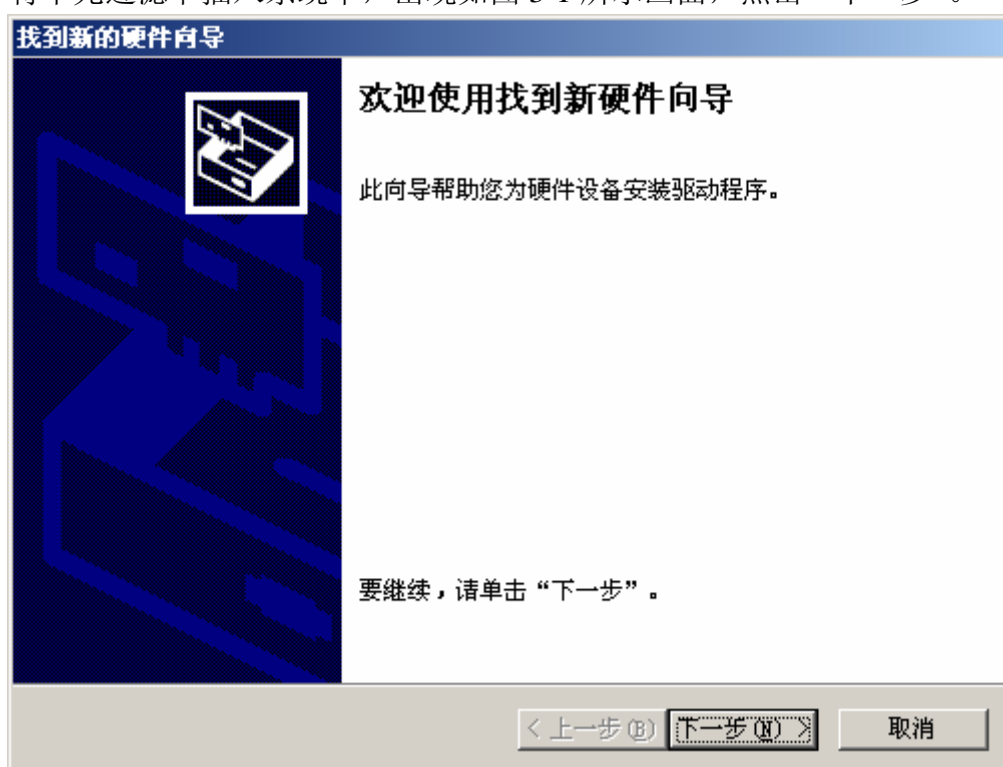 找到新的硬件向导
欢迎使用找到新硬件向导
此向导帮助您为硬件设备安装驱动程序。
要继续，请单击“下一步”。
< 上一步(B) 下一步(N) > 取消